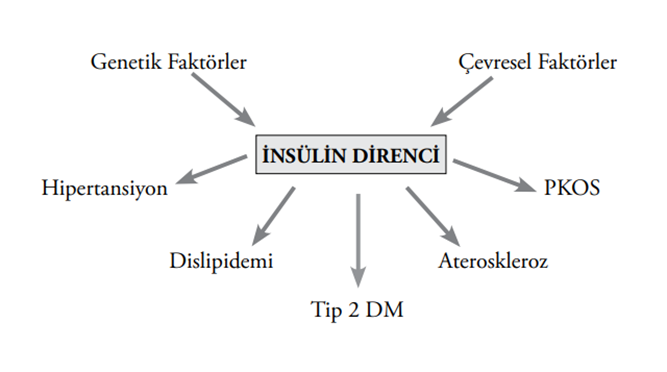 Genetik Faktörler
Çevresel Faktörler
İNSÜLİN DİRENCİ
Hipertansiyon
PKOS
Dislipidemi
Ateroskleroz
Tip 2 DM